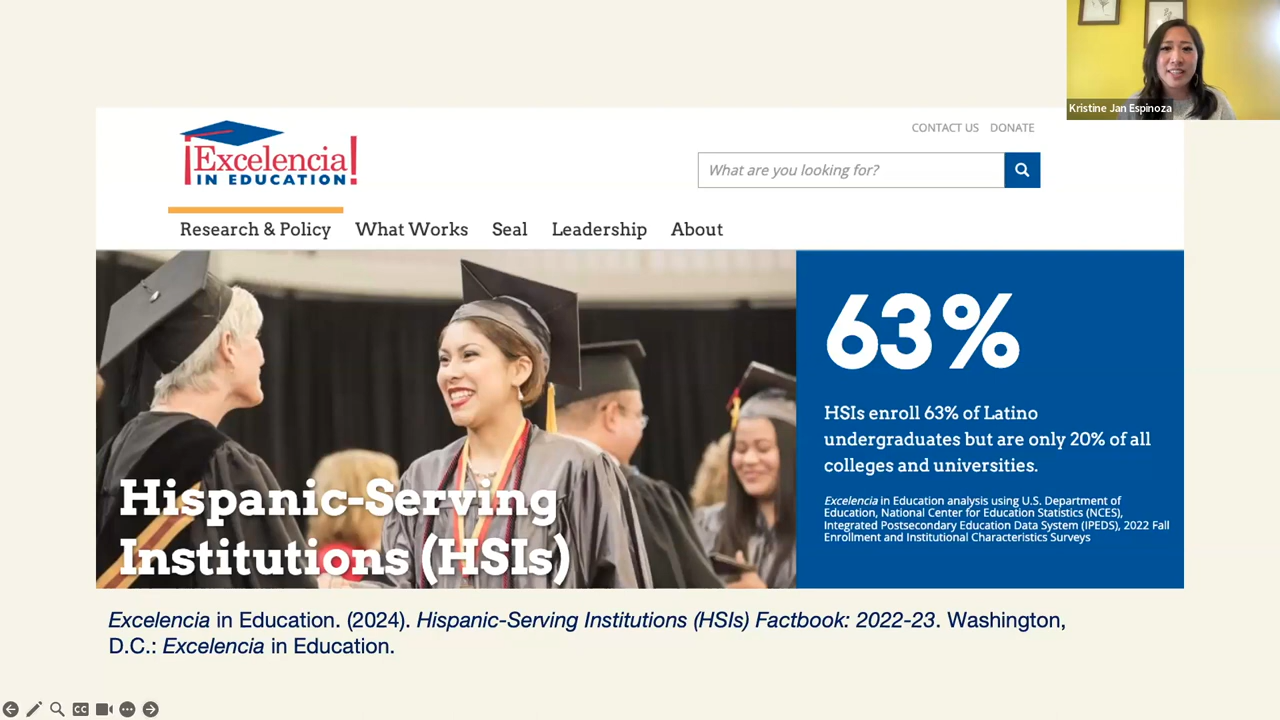 Kristine Jan Espinoza
¡Excelencia!
IN EDUCATION
CONTACT US DONATE
What are you looking for?
Research & Policy What Works Seal Leadership About
Hispanic-Serving
Institutions (HSIs)
63%
HSIs enroll 63% of Latino
undergraduates but are only 20% of all
colleges and universities.
Excelencia in Education analysis using U.S. Department of
Education, National Center for Education Statistics (NCES),
Integrated Postsecondary Education Data System (IPEDS), 2022 Fall
Enrollment and Institutional Characteristics Surveys
Excelencia in Education. (2024). Hispanic-Serving Institutions (HSIs) Factbook: 2022-23. Washington,
D.C.: Excelencia in Education.
CC